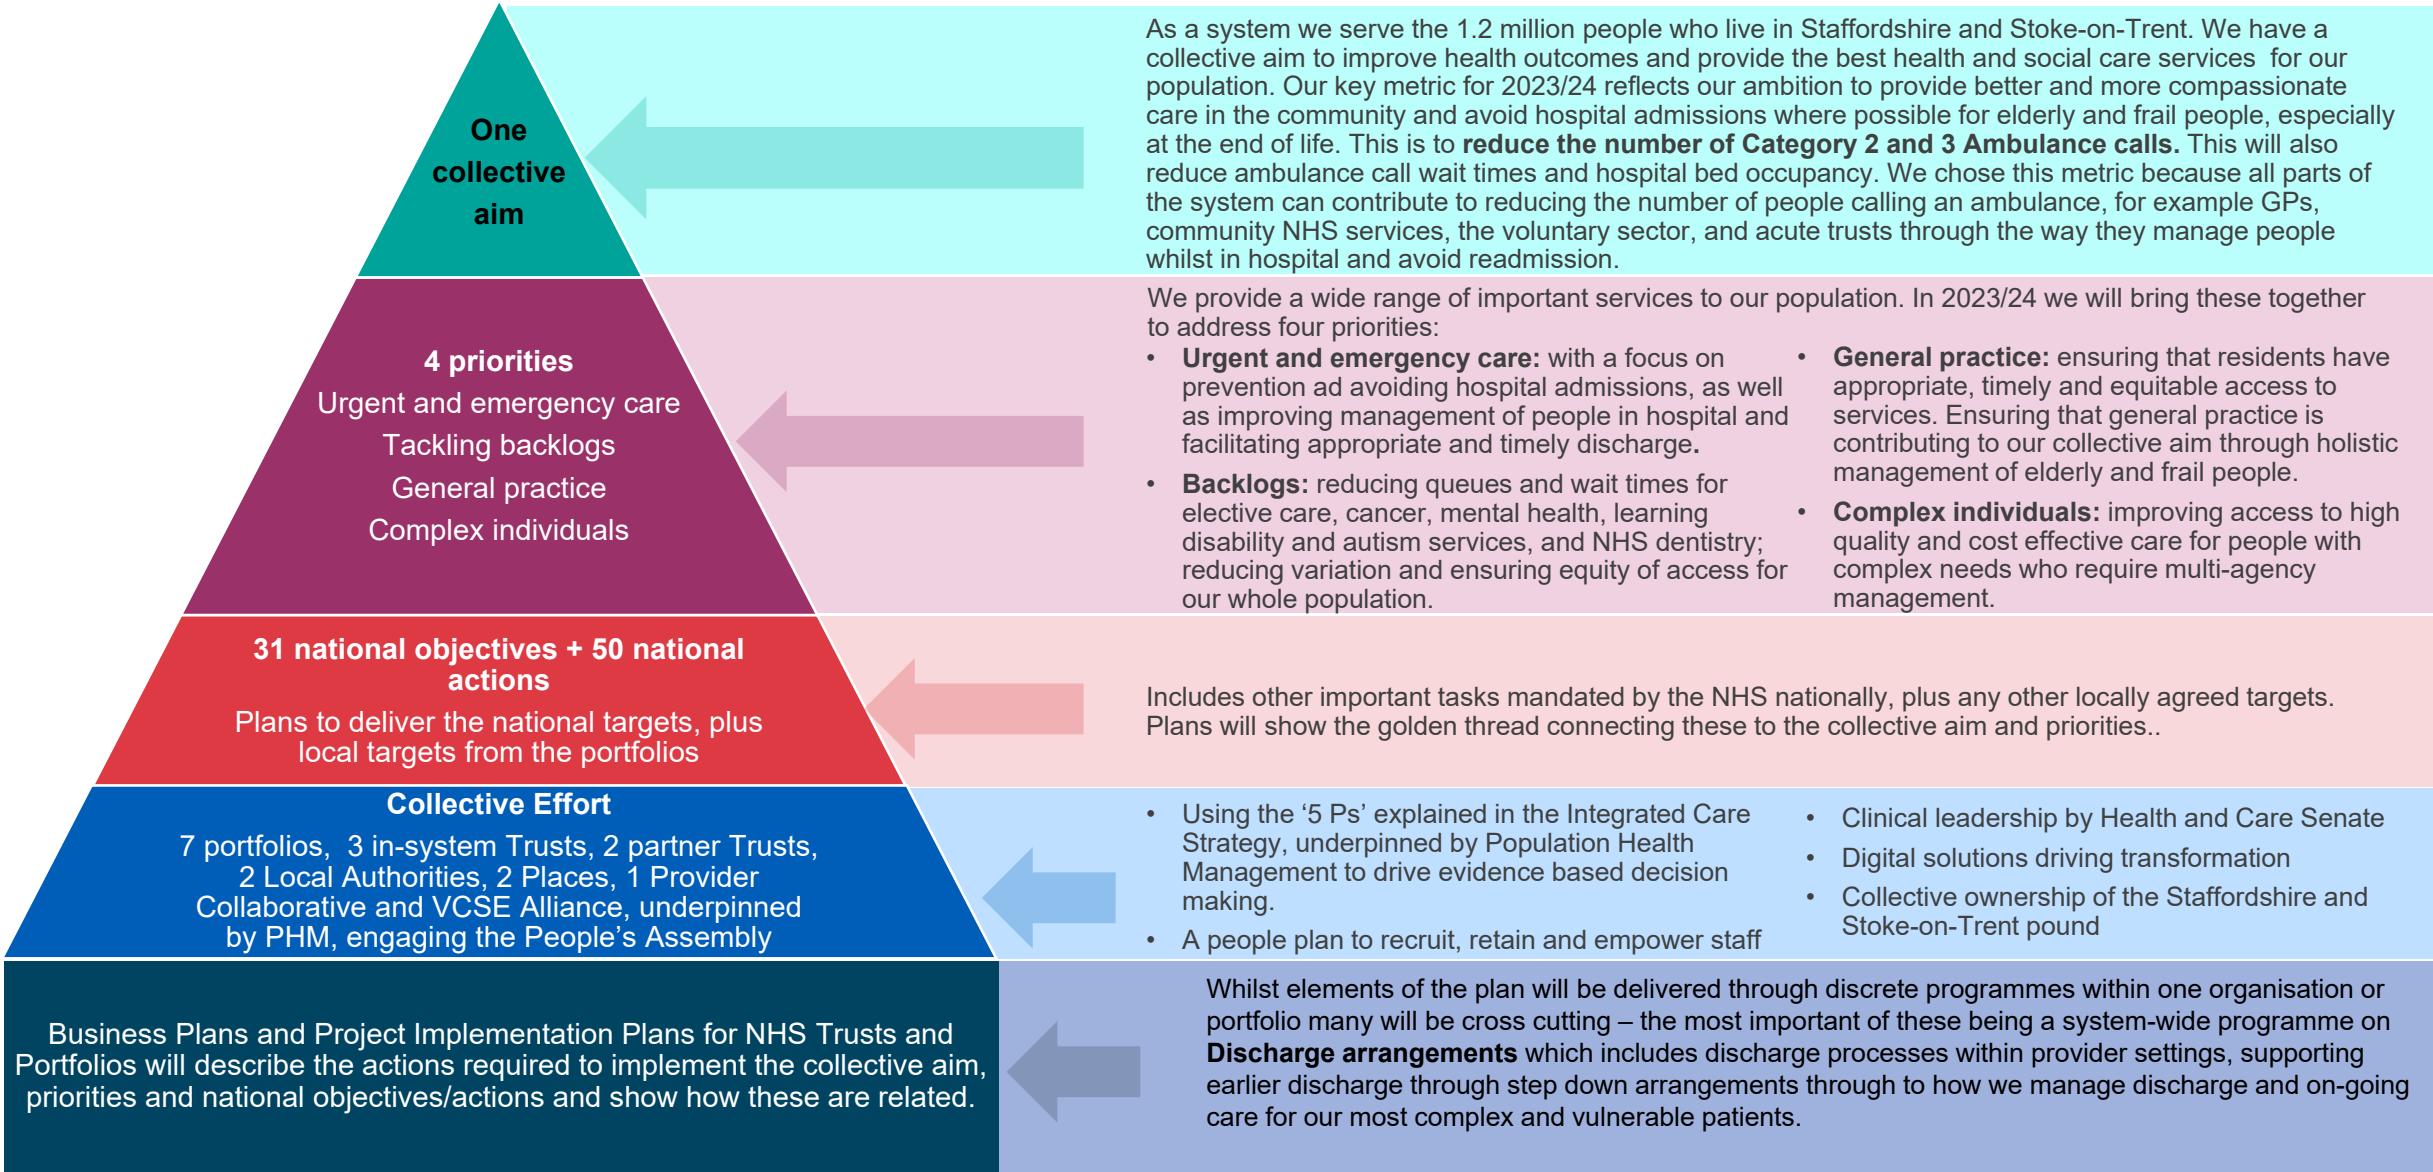 One
collective
aim
As a system we serve the 1.2 million people who live in Staffordshire and Stoke-on-Trent. We have a
collective aim to improve health outcomes and provide the best health and social care services  for our
population. Our key metric for 2023/24 reflects our ambition to provide better and more compassionate
care in the community and avoid hospital admissions where possible for elderly and frail people, especially
at the end of life. This is to reduce the number of Category 2 and 3 Ambulance calls. This will also
reduce ambulance call wait times and hospital bed occupancy. We chose this metric because all parts of
the system can contribute to reducing the number of people calling an ambulance, for example GPs,
community NHS services, the voluntary sector, and acute trusts through the way they manage people
whilst in hospital and avoid readmission.
4 priorities
Urgent and emergency care
Tackling backlogs
General practice
Complex individuals
We provide a wide range of important services to our population. In 2023/24 we will bring these together
to address four priorities:
• Urgent and emergency care: with a focus on
prevention ad avoiding hospital admissions, as well
as improving management of people in hospital and
facilitating appropriate and timely discharge.
• Backlogs: reducing queues and wait times for
elective care, cancer, mental health, learning
disability and autism services, and NHS dentistry;
reducing variation and ensuring equity of access for
our whole population.
• General practice: ensuring that residents have
appropriate, timely and equitable access to
services. Ensuring that general practice is
contributing to our collective aim through holistic
management of elderly and frail people.
• Complex individuals: improving access to high
quality and cost effective care for people with
complex needs who require multi-agency
management.
31 national objectives + 50 national
actions
Plans to deliver the national targets, plus
local targets from the portfolios
Includes other important tasks mandated by the NHS nationally, plus any other locally agreed targets.
Plans will show the golden thread connecting these to the collective aim and priorities..
Collective Effort
7 portfolios,  3 in-system Trusts, 2 partner Trusts,
2 Local Authorities, 2 Places, 1 Provider
Collaborative and VCSE Alliance, underpinned
by PHM, engaging the People’s Assembly
• Using the ‘5 Ps’ explained in the Integrated Care
Strategy, underpinned by Population Health
Management to drive evidence based decision
making.
• A people plan to recruit, retain and empower staff
• Clinical leadership by Health and Care Senate
• Digital solutions driving transformation
• Collective ownership of the Staffordshire and
Stoke-on-Trent pound
Business Plans and Project Implementation Plans for NHS Trusts and
Portfolios will describe the actions required to implement the collective aim,
priorities and national objectives/actions and show how these are related.
Whilst elements of the plan will be delivered through discrete programmes within one organisation or
portfolio many will be cross cutting – the most important of these being a system-wide programme on
Discharge arrangements which includes discharge processes within provider settings, supporting
earlier discharge through step down arrangements through to how we manage discharge and on-going
care for our most complex and vulnerable patients.